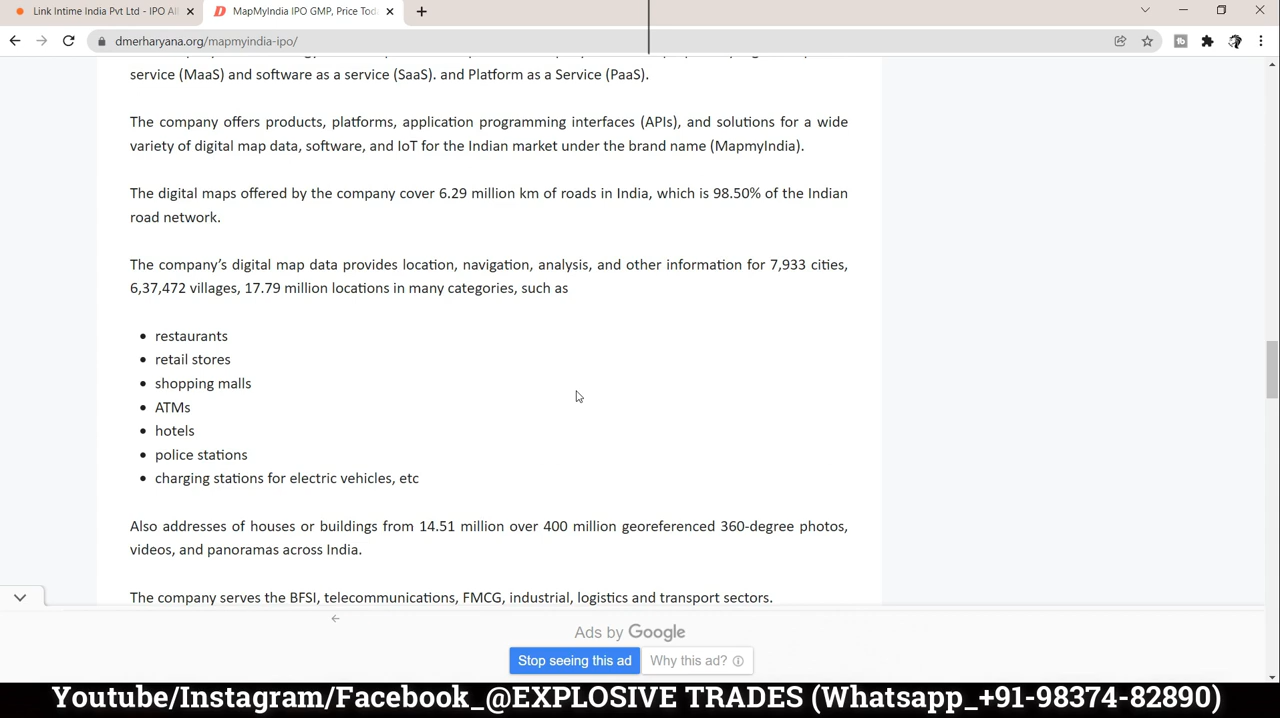 Link Intime India Pvt Ltd - IPO All
MapMyIndia IPO GMP, Price Tod
dmerharyana.org/mapmyindia-ipo/
service (MaaS) and software as a service (SaaS). and Platform as a Service (PaaS).
The company offers products, platforms, application programming interfaces (APIs), and solutions for a wide
variety of digital map data, software, and IoT for the Indian market under the brand name (MapmyIndia).
The digital maps offered by the company cover 6.29 million km of roads in India, which is 98.50% of the Indian
road network.
The company’s digital map data provides location, navigation, analysis, and other information for 7,933 cities,
6,37,472 villages, 17.79 million locations in many categories, such as
• restaurants
• retail stores
• shopping malls
• ATMs
• hotels
• police stations
• charging stations for electric vehicles, etc
Also addresses of houses or buildings from 14.51 million over 400 million georeferenced 360-degree photos,
videos, and panoramas across India.
The company serves the BFSI, telecommunications, FMCG, industrial, logistics and transport sectors.
Ads by Google
Stop seeing this ad
Why this ad?
Youtube/Instagram/Facebook_@EXPLOSIVE TRADES (Whatsapp_+91-98374-82890)